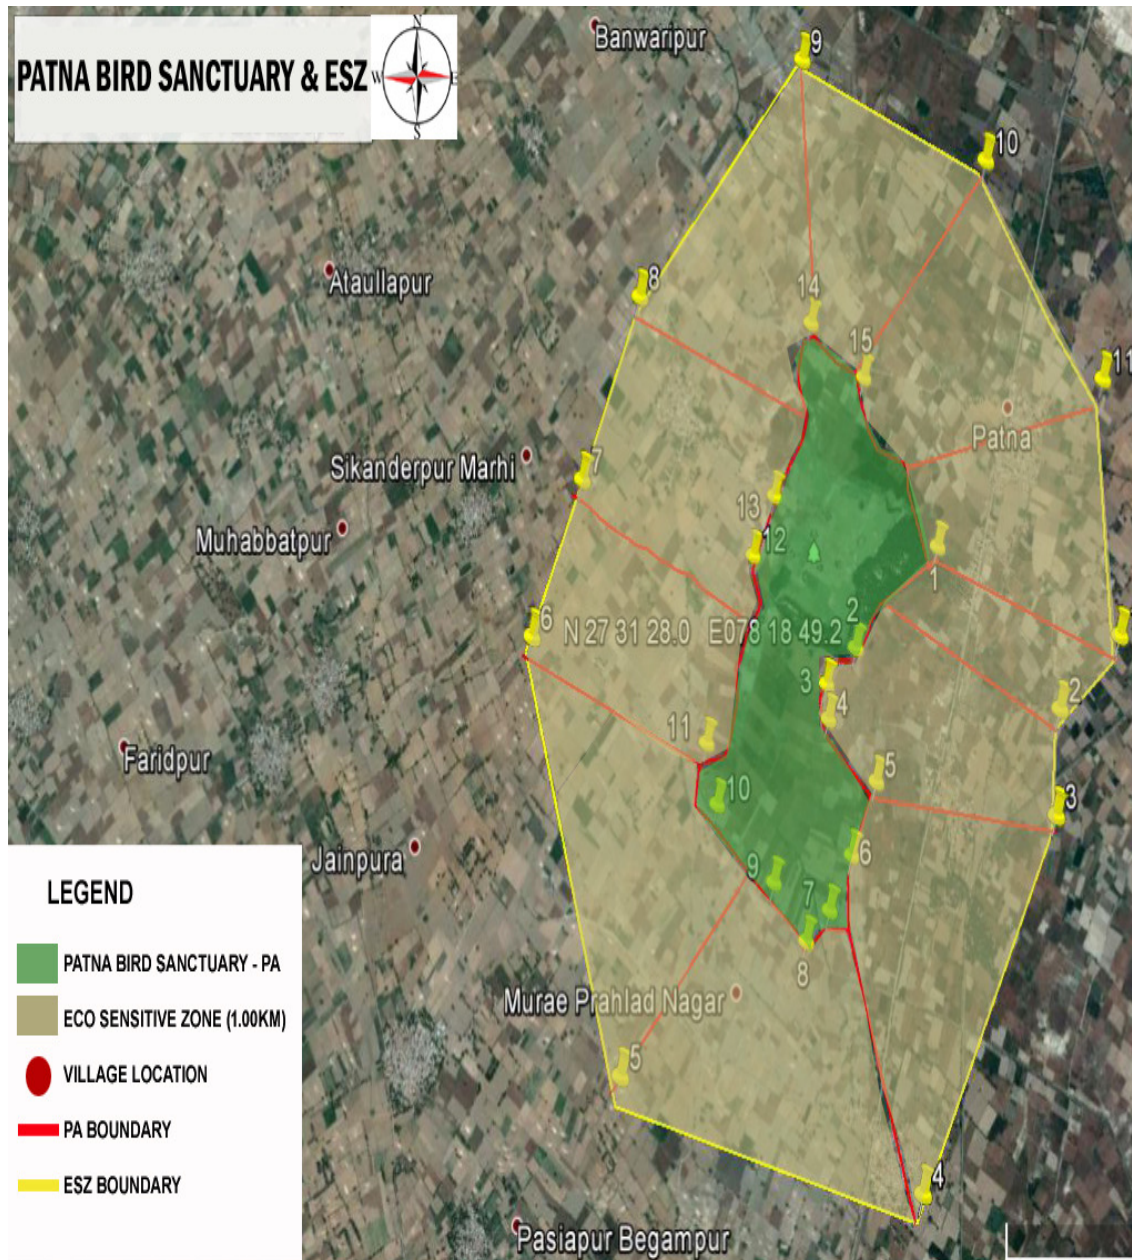 PATNA BIRD SANCTUARY & ESZ
N
W
E
S
Banwaripur
9
10
Ataullapur
8
14
15
11
Patna
Sikanderpur Marhi
7
13
Muhabbatpur
12
1
6
N 27 31 28.0 E078 18 49.2
2
3
4
2
11
5
Faridpur
10
3
Jainpura
6
9
7
8
Murae Prahlad Nagar
5
4
Pasiapur Begampur
LEGEND
PATNA BIRD SANCTUARY - PA
ECO SENSITIVE ZONE (1.00KM)
VILLAGE LOCATION
PA BOUNDARY
ESZ BOUNDARY